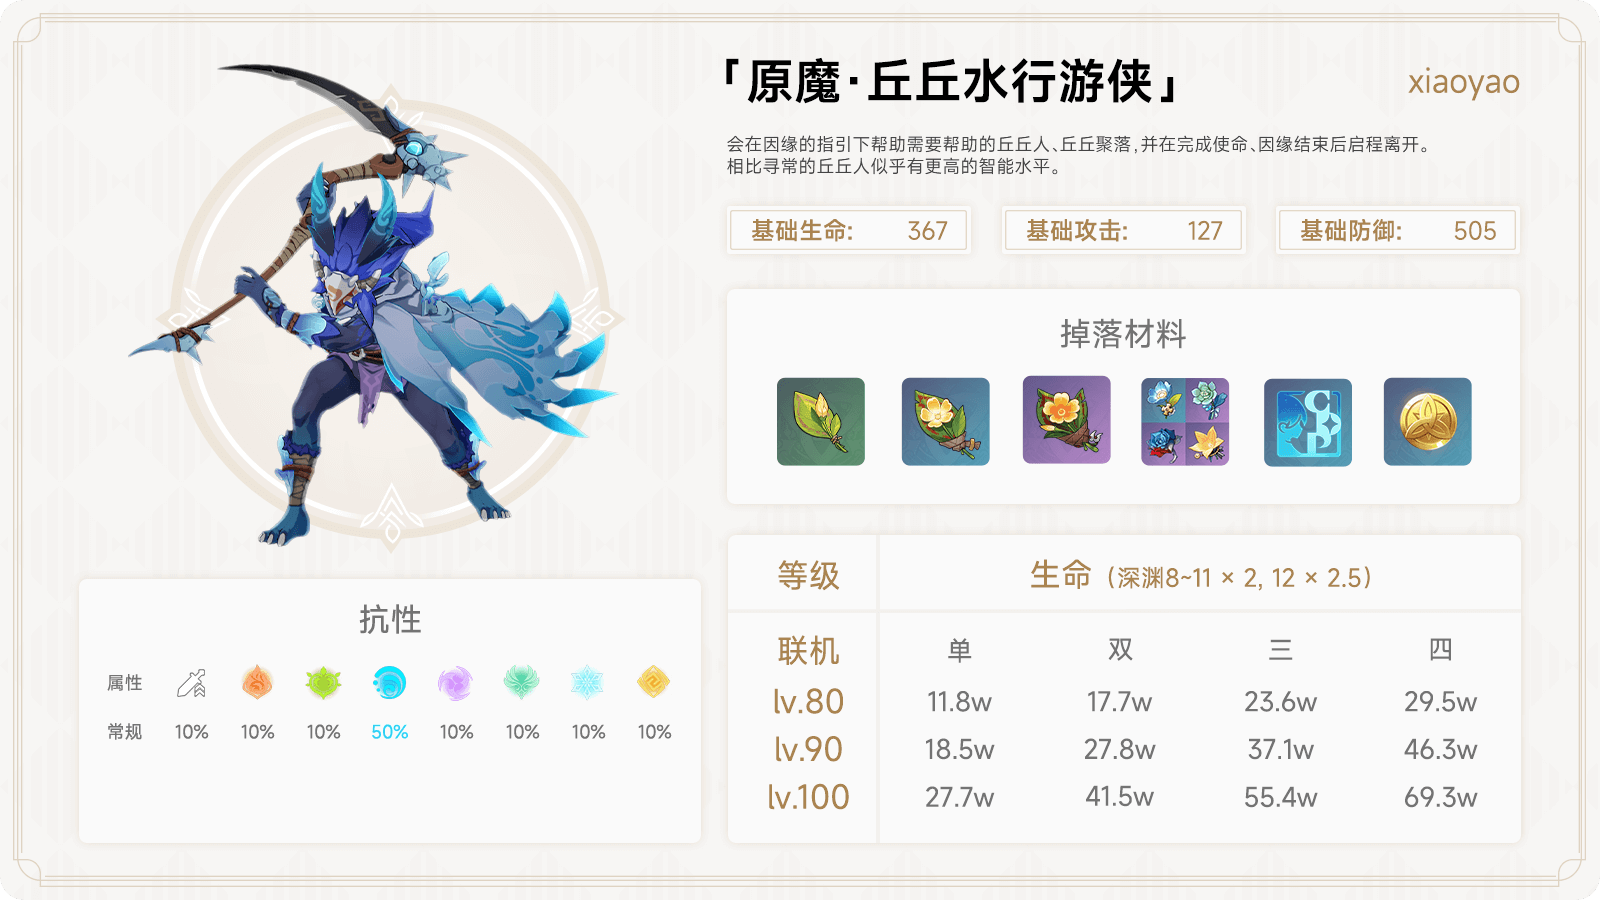 「原魔·丘丘水行游侠」
xiaoyao
会在因缘的指引下帮助需要帮助的丘丘人、丘丘聚落,并在完成使命、因缘结束后启程离开。
相比寻常的丘丘人似乎有更高的智能水平。
基础生命: 367
基础攻击: 127
基础防御: 505
掉落材料
抗性
属性
常规 10% 10% 10% 50% 10% 10% 10% 10%
等级 生命(深渊8~11 × 2, 12 × 2.5)
联机 单 双 三 四
lv.80 11.8w 17.7w 23.6w 29.5w
lv.90 18.5w 27.8w 37.1w 46.3w
lv.100 27.7w 41.5w 55.4w 69.3w